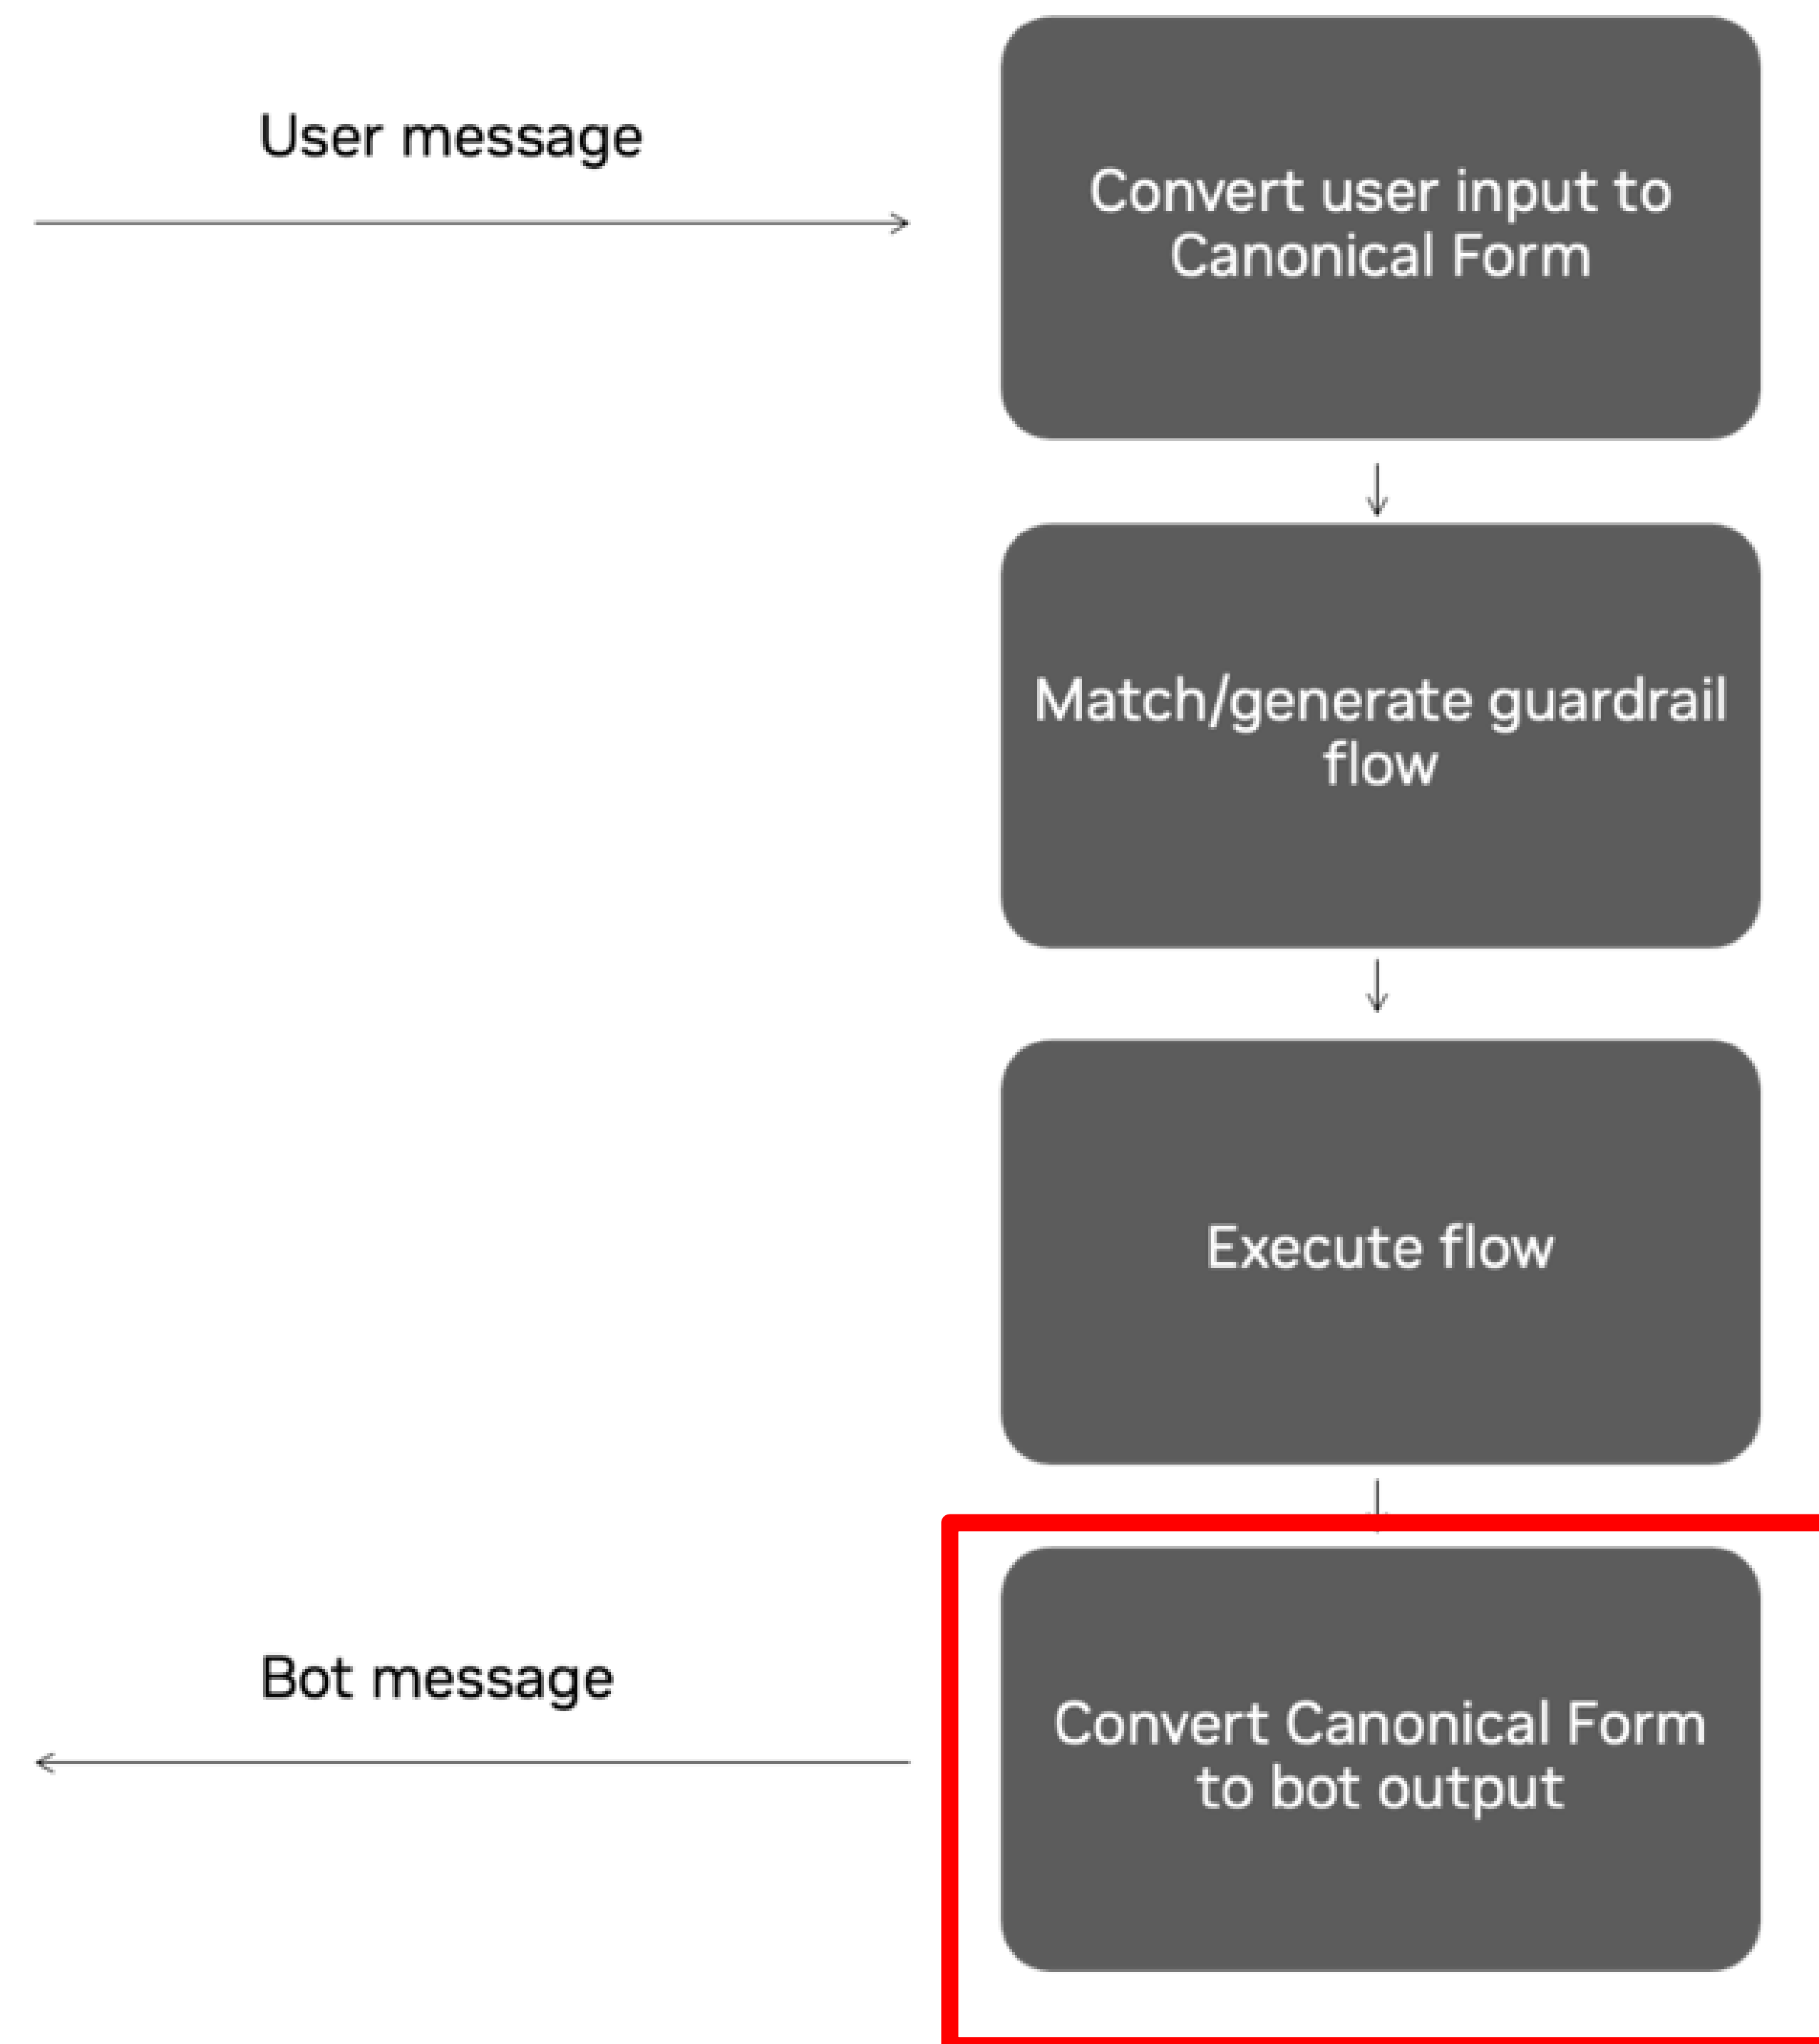 User message
Convert user input to
Canonical Form
Match/generate guardrail
flow
Execute flow
Bot message
Convert Canonical Form
to bot output